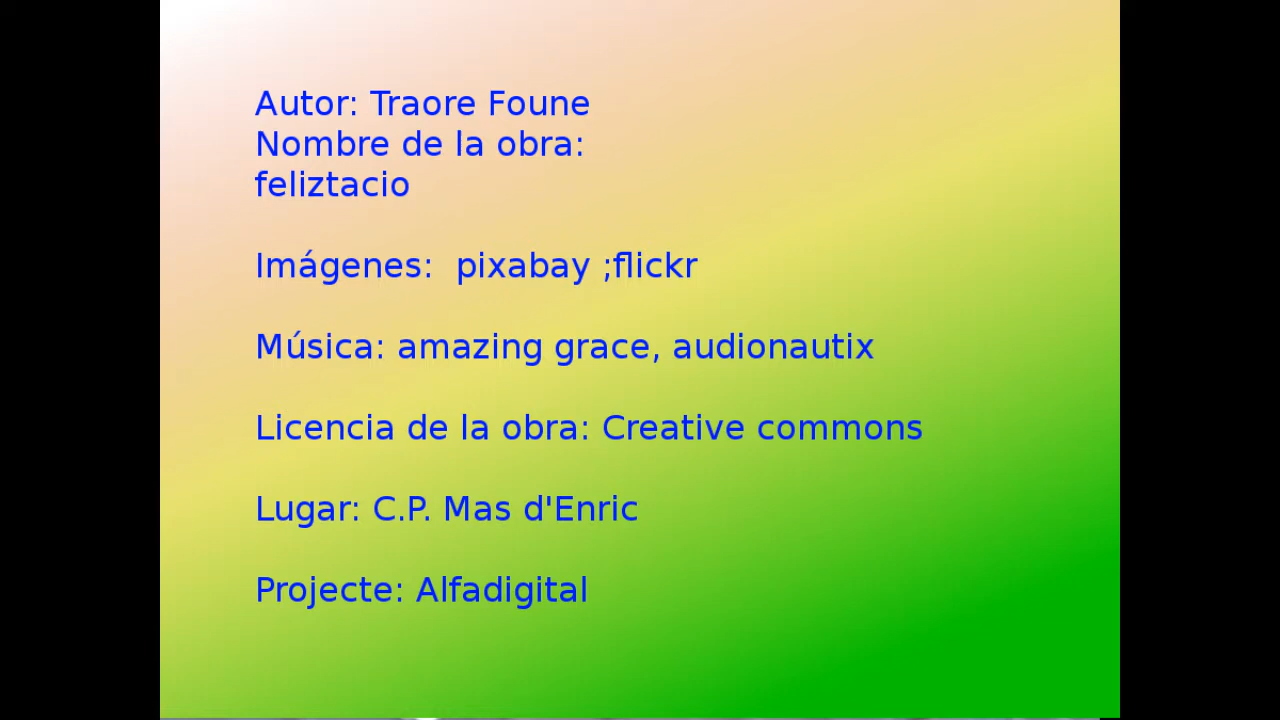 Autor: Traore Foune
Nombre de la obra:
feliztacio
Imágenes:  pixabay ;flickr
Música: amazing grace, audionautix
Licencia de la obra: Creative commons
Lugar: C.P. Mas d'Enric
Projecte: Alfadigital